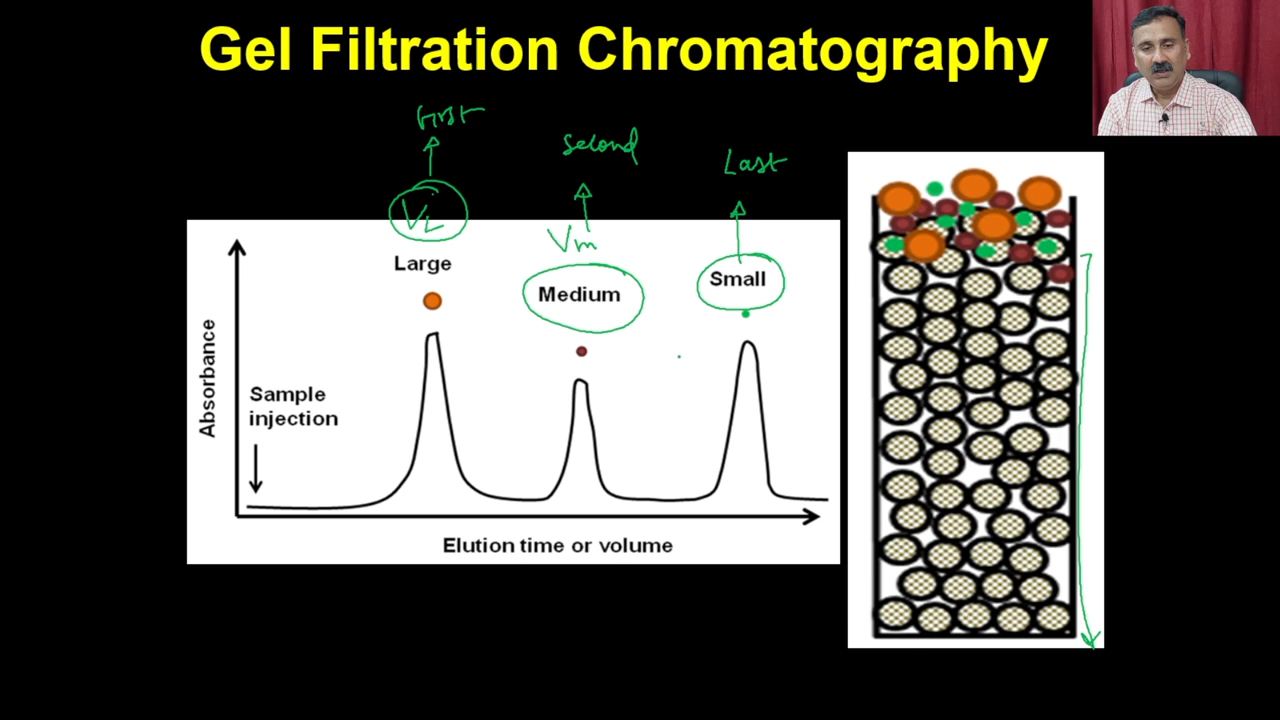 Gel Filtration Chromatography
First
Second
Last
VL
Vm
Large
Medium
Small
Absorbance
Sample
injection
Elution time or volume